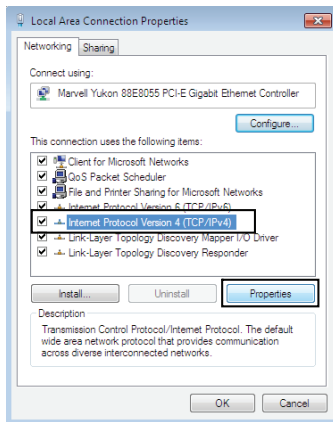 Local Area Connection Properties
Networking
Sharing
Connect using:
Marvell Yukon 88E8055 PCI-E Gigabit Ethernet Controller
Configure...
This connection uses the following items:
Client for Microsoft Networks
QoS Packet Scheduler
File and Printer Sharing for Microsoft Networks
Internet Protocol Version 6 (TCP/IPv6)
Internet Protocol Version 4 (TCP/IPv4)
Link-Layer Topology Discovery Mapper I/O Driver
Link-Layer Topology Discovery Responder
Install...
Uninstall
Properties
Description
Transmission Control Protocol/Internet Protocol. The default
wide area network protocol that provides communication
across diverse interconnected networks.
OK
Cancel